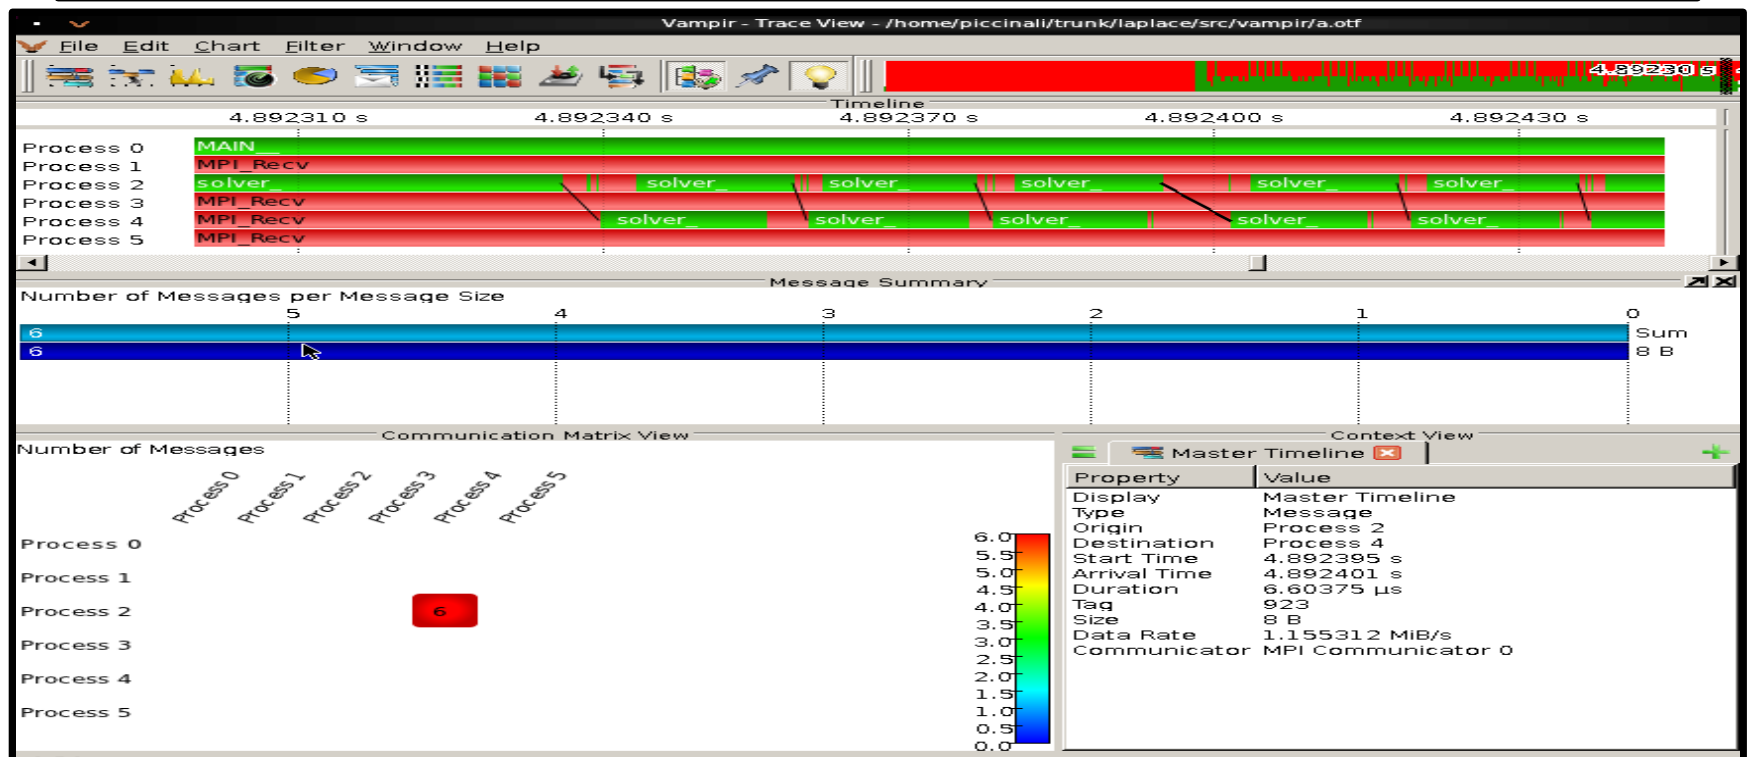 Vampir - Trace View - /home/piccinali/trunk/laplace/src/vampir/a.otf
File Edit Chart Filter Window Help
4.89230 s
Timeline
4.892310 s 4.892340 s 4.892370 s 4.892400 s 4.892430 s
Process 0 MAIN__
Process 1 MPI_Recv
Process 2 solver_ solver_ solver_ solver_ solver_ solver_
Process 3 MPI_Recv
Process 4 MPI_Recv solver_ solver_ solver_ solver_ solver_
Process 5 MPI_Recv
Message Summary
Number of Messages per Message Size
5 4 3 2 1 0
6 Sum
6 8 B
Communication Matrix View
Number of Messages
Process 0 Process 1 Process 2 Process 3 Process 4 Process 5
Process 0
Process 1
Process 2 6
Process 3
Process 4
Process 5
6.0
5.5
5.0
4.5
4.0
3.5
3.0
2.5
2.0
1.5
1.0
0.5
0.0
Context View
Master Timeline
Property Value
Display Master Timeline
Type Message
Origin Process 2
Destination Process 4
Start Time 4.892395 s
Arrival Time 4.892401 s
Duration 6.60375 µs
Tag 923
Size 8 B
Data Rate 1.155312 MiB/s
Communicator MPI Communicator 0